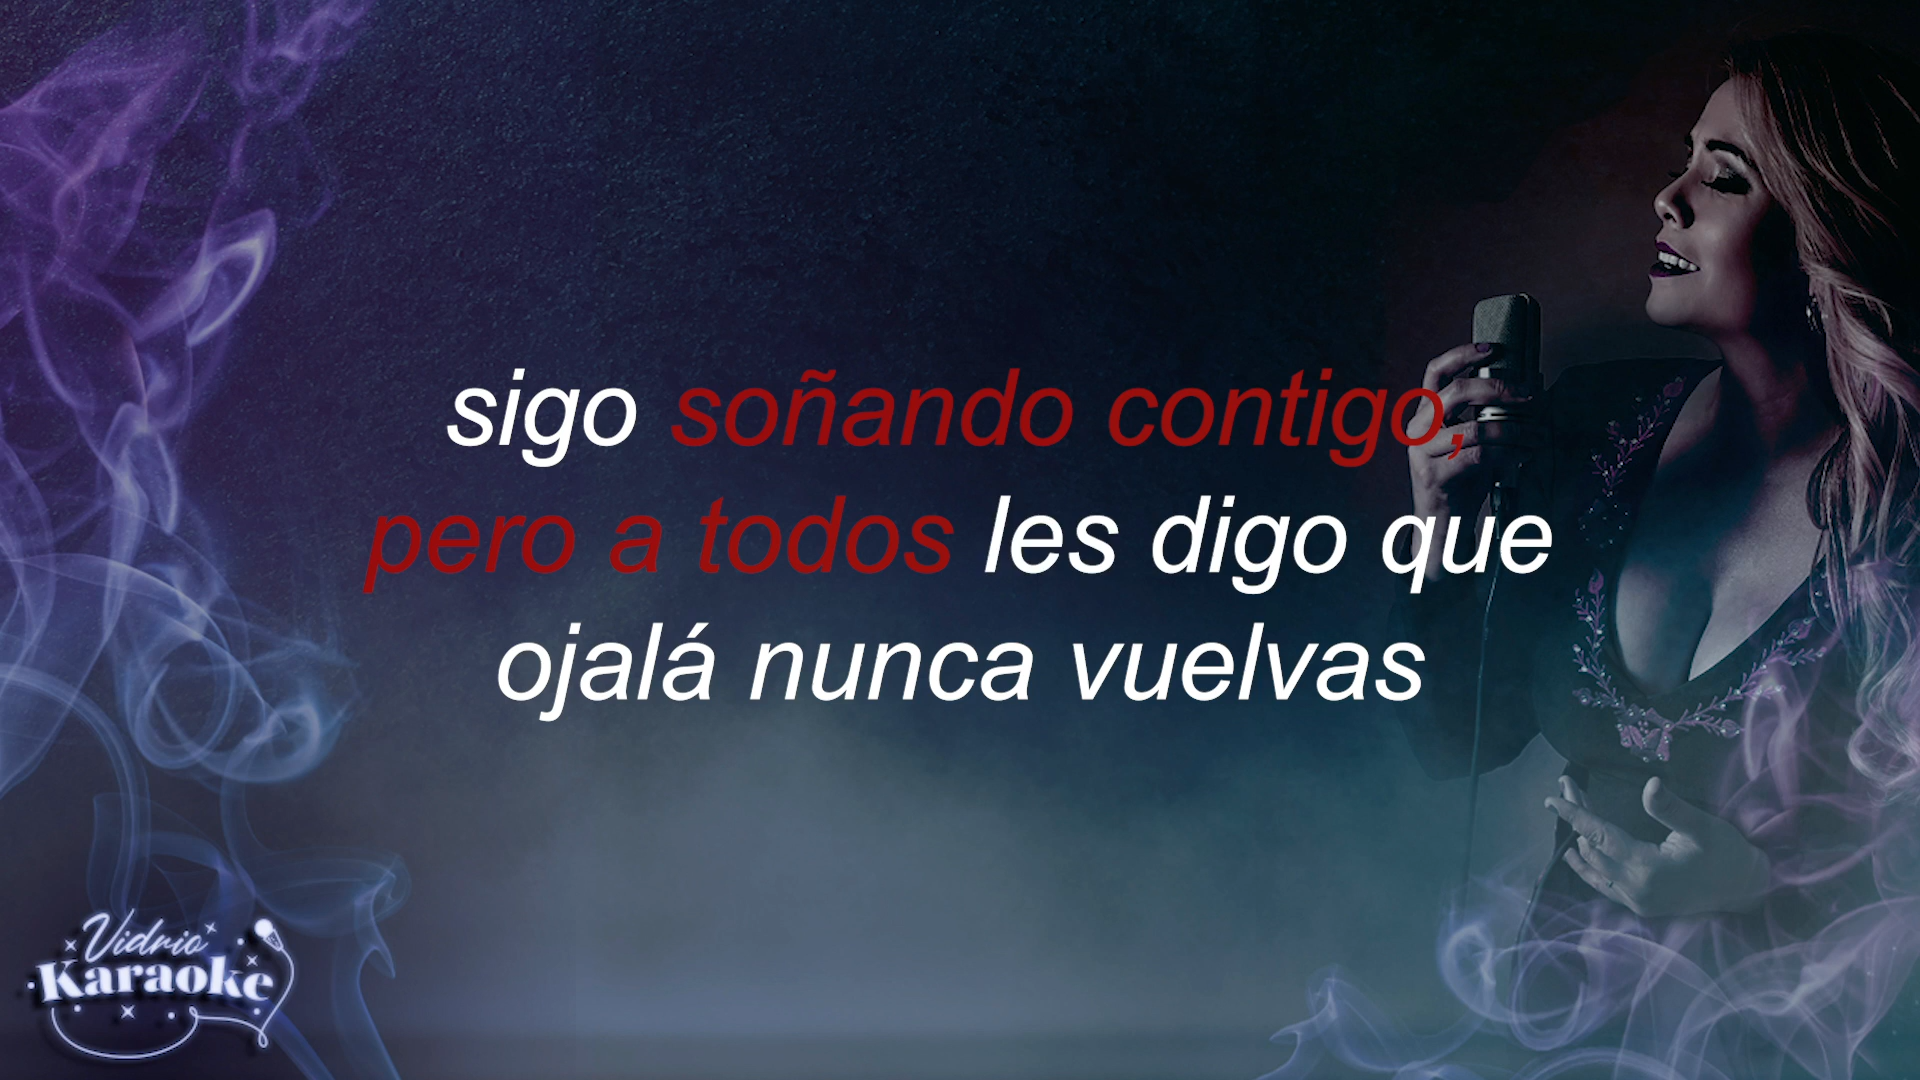 sigo soñando contigo,
pero a todos les digo que
ojalá nunca vuelvas
Vidrio
Karaoke